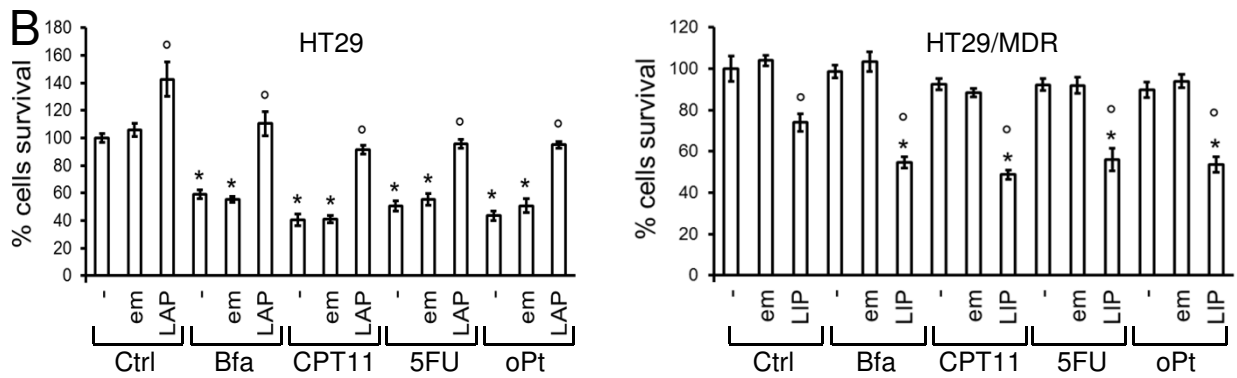 B
HT29
% cells survival
180
160
140
120
100
80
60
40
20
0
° ° ° ° °
* * * * * * * *
- em LAP - em LAP - em LAP - em LAP - em LAP
Ctrl Bfa CPT11 5FU oPt
HT29/MDR
% cells survival
120
100
80
60
40
20
0
° ° ° ° °
* * * *
- em LIP - em LIP - em LIP - em LIP - em LIP
Ctrl Bfa CPT11 5FU oPt